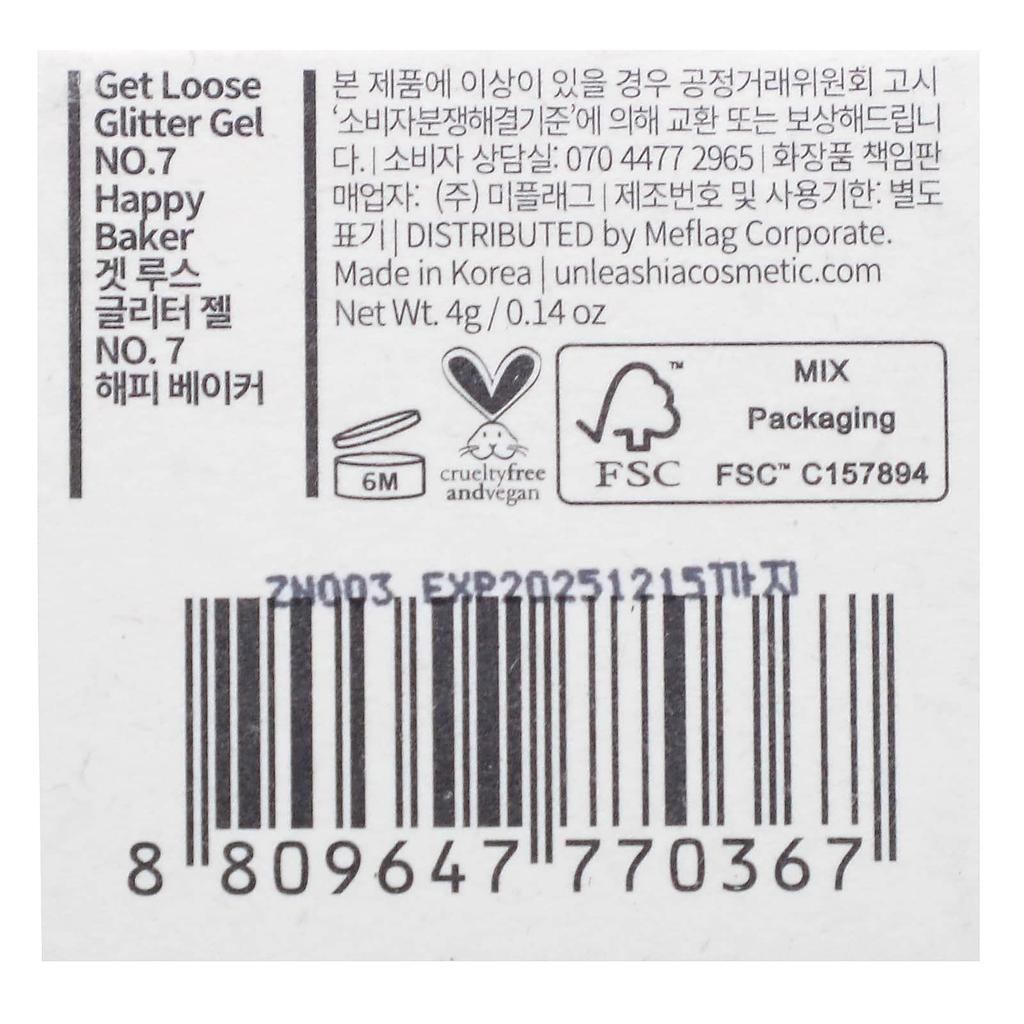 Get Loose
Glitter Gel
NO.7
Happy
Baker
겟 루스
글리터 젤
NO. 7
해피 베이커
본 제품에 이상이 있을 경우 공정거래위원회 고시
‘소비자분쟁해결기준’에 의해 교환 또는 보상해드립니
다. | 소비자 상담실: 070 4477 2965 | 화장품 책임판
매업자: (주) 미플래그 | 제조번호 및 사용기한: 별도
표기 | DISTRIBUTED by Meflag Corporate.
Made in Korea | unleashiacosmetic.com
Net Wt. 4g / 0.14 oz
6M
crueltyfree
andvegan
FSC
™
MIX
Packaging
FSC™ C157894
ZN003 EXP20251215까지
8 809647 770367